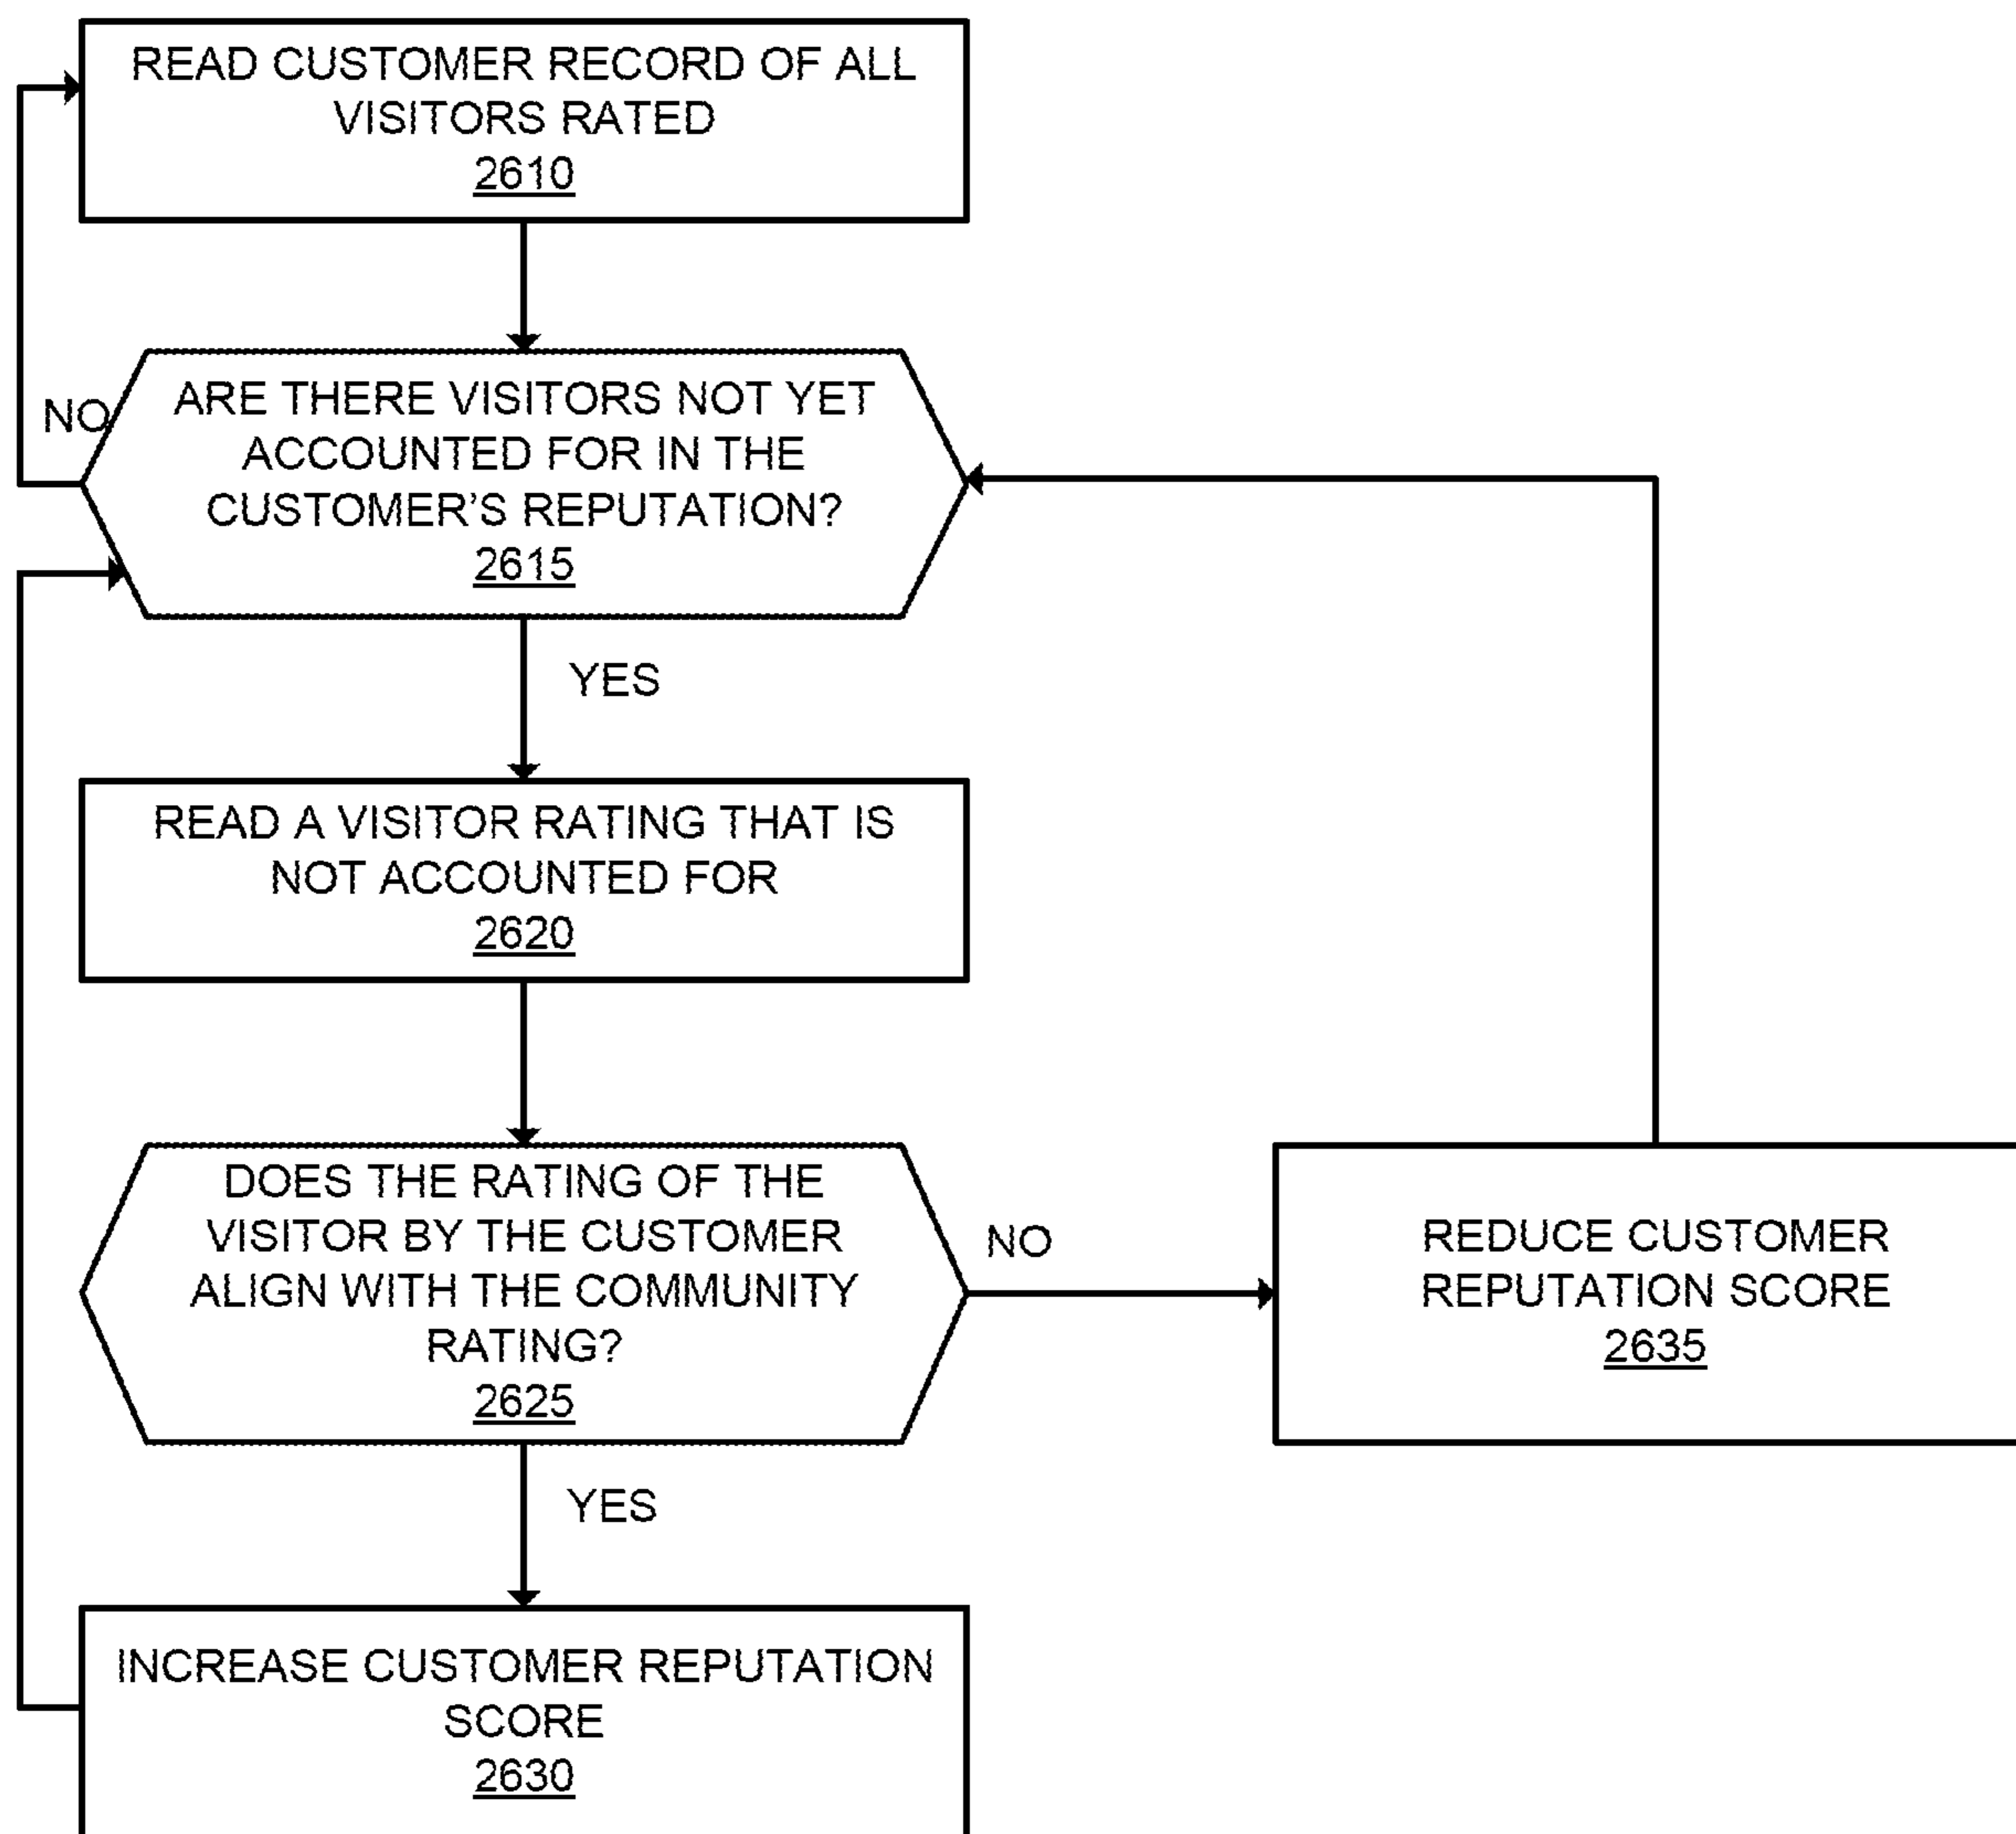 READ CUSTOMER RECORD OF ALL
VISITORS RATED
2610
NO
ARE THERE VISITORS NOT YET
ACCOUNTED FOR IN THE
CUSTOMER'S REPUTATION?
2615
YES
READ A VISITOR RATING THAT IS
NOT ACCOUNTED FOR
2620
DOES THE RATING OF THE
VISITOR BY THE CUSTOMER
ALIGN WITH THE COMMUNITY
RATING?
2625
NO
REDUCE CUSTOMER
REPUTATION SCORE
2635
YES
INCREASE CUSTOMER REPUTATION
SCORE
2630